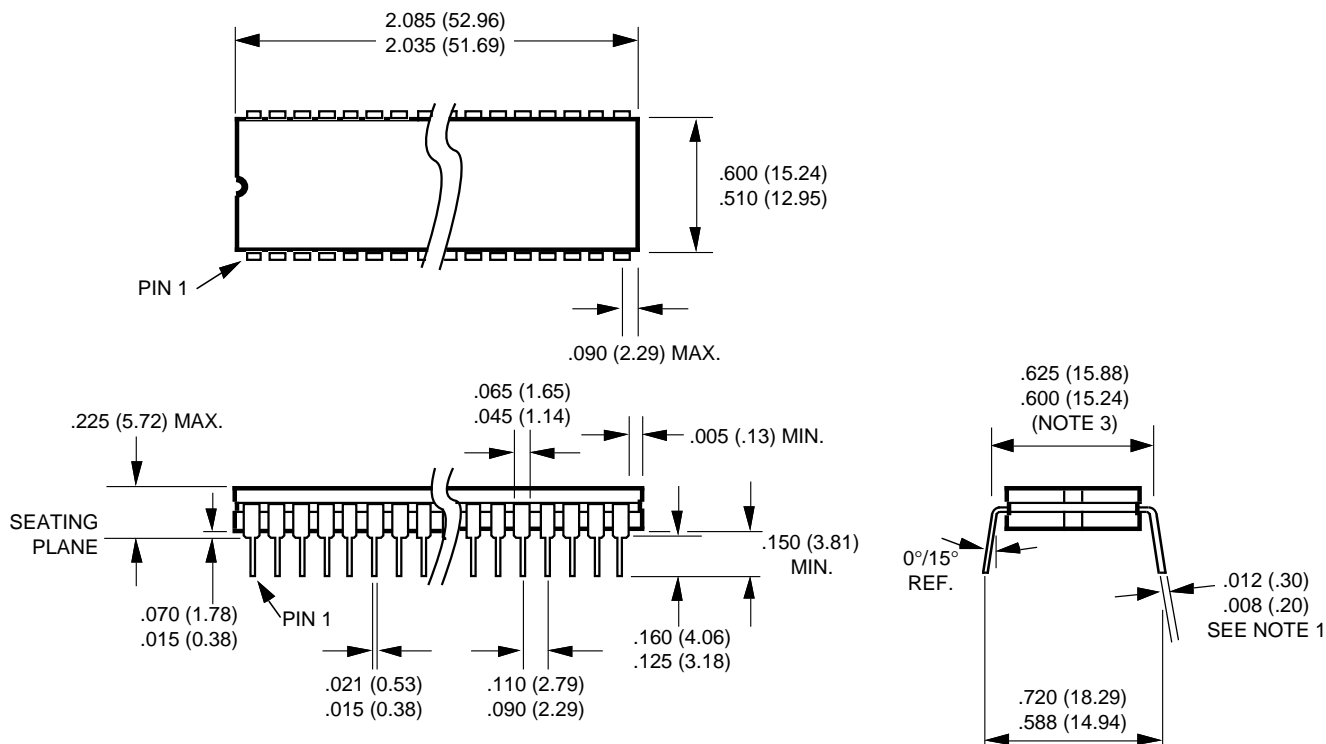 2.085 (52.96)
2.035 (51.69)
.600 (15.24)
.510 (12.95)
PIN 1
.090 (2.29) MAX.
.065 (1.65)
.045 (1.14)
.225 (5.72) MAX.
.005 (.13) MIN.
.625 (15.88)
.600 (15.24)
(NOTE 3)
SEATING
PLANE
.150 (3.81)
MIN.
0°/15°
REF.
.012 (.30)
.008 (.20)
SEE NOTE 1
.070 (1.78)
.015 (0.38)
PIN 1
.160 (4.06)
.125 (3.18)
.021 (0.53)
.015 (0.38)
.110 (2.79)
.090 (2.29)
.720 (18.29)
.588 (14.94)